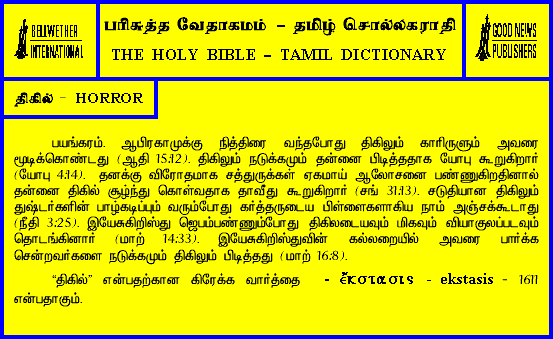 BELLWETHER
INTERNATIONAL
பரிசுத்த வேதாகமம் - தமிழ் சொல்லகராதி
THE HOLY BIBLE - TAMIL DICTIONARY
GOOD NEWS
PUBLISHERS
திகில் - HORROR
பயங்கரம். ஆபிரகாமுக்கு நித்திரை வந்தபோது திகிலும் காரிருளும் அவரை
மூடிக்கொண்டது (ஆதி 15:12). திகிலும் நடுக்கமும் தன்னை பிடித்ததாக யோபு கூறுகிறார்
(யோபு 4:14). தனக்கு விரோதமாக சத்துருக்கள் ஏகமாய் ஆலோசனை பண்ணுகிறதினால்
தன்னை திகில் சூழ்ந்து கொள்வதாக தாவீது கூறுகிறார் (சங் 31:13). சடுதியான திகிலும்
துஷ்டர்களின் பாழ்கடிப்பும் வரும்போது கர்த்தருடைய பிள்ளைகளாகிய நாம் அஞ்சக்கூடாது
(நீதி 3:25). இயேசுகிறிஸ்து ஜெபம்பண்ணும்போது திகிலடையவும் மிகவும் வியாகுலப்படவும்
தொடங்கினார் (மாற் 14:33). இயேசுகிறிஸ்துவின் கல்லறையில் அவரை பார்க்க
சென்றவர்களை நடுக்கமும் திகிலும் பிடித்தது (மாற் 16:8).
"திகில்" என்பதற்கான கிரேக்க வார்த்தை - ἔκστασις - ekstasis - 1611
என்பதாகும்.